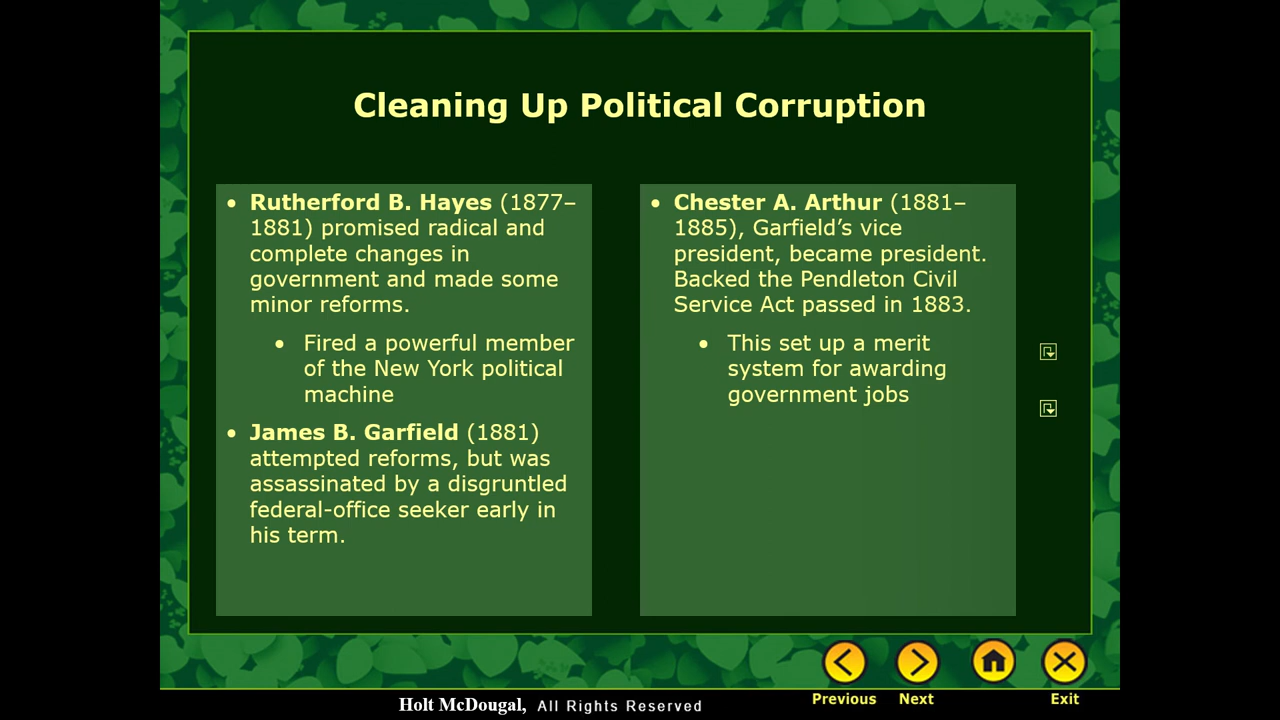 Cleaning Up Political Corruption
• Rutherford B. Hayes (1877–
1881) promised radical and
complete changes in
government and made some
minor reforms.
• Fired a powerful member
of the New York political
machine
• James B. Garfield (1881)
attempted reforms, but was
assassinated by a disgruntled
federal-office seeker early in
his term.
• Chester A. Arthur (1881–
1885), Garfield’s vice
president, became president.
Backed the Pendleton Civil
Service Act passed in 1883.
• This set up a merit
system for awarding
government jobs
Previous Next Exit
Holt McDougal, All Rights Reserved